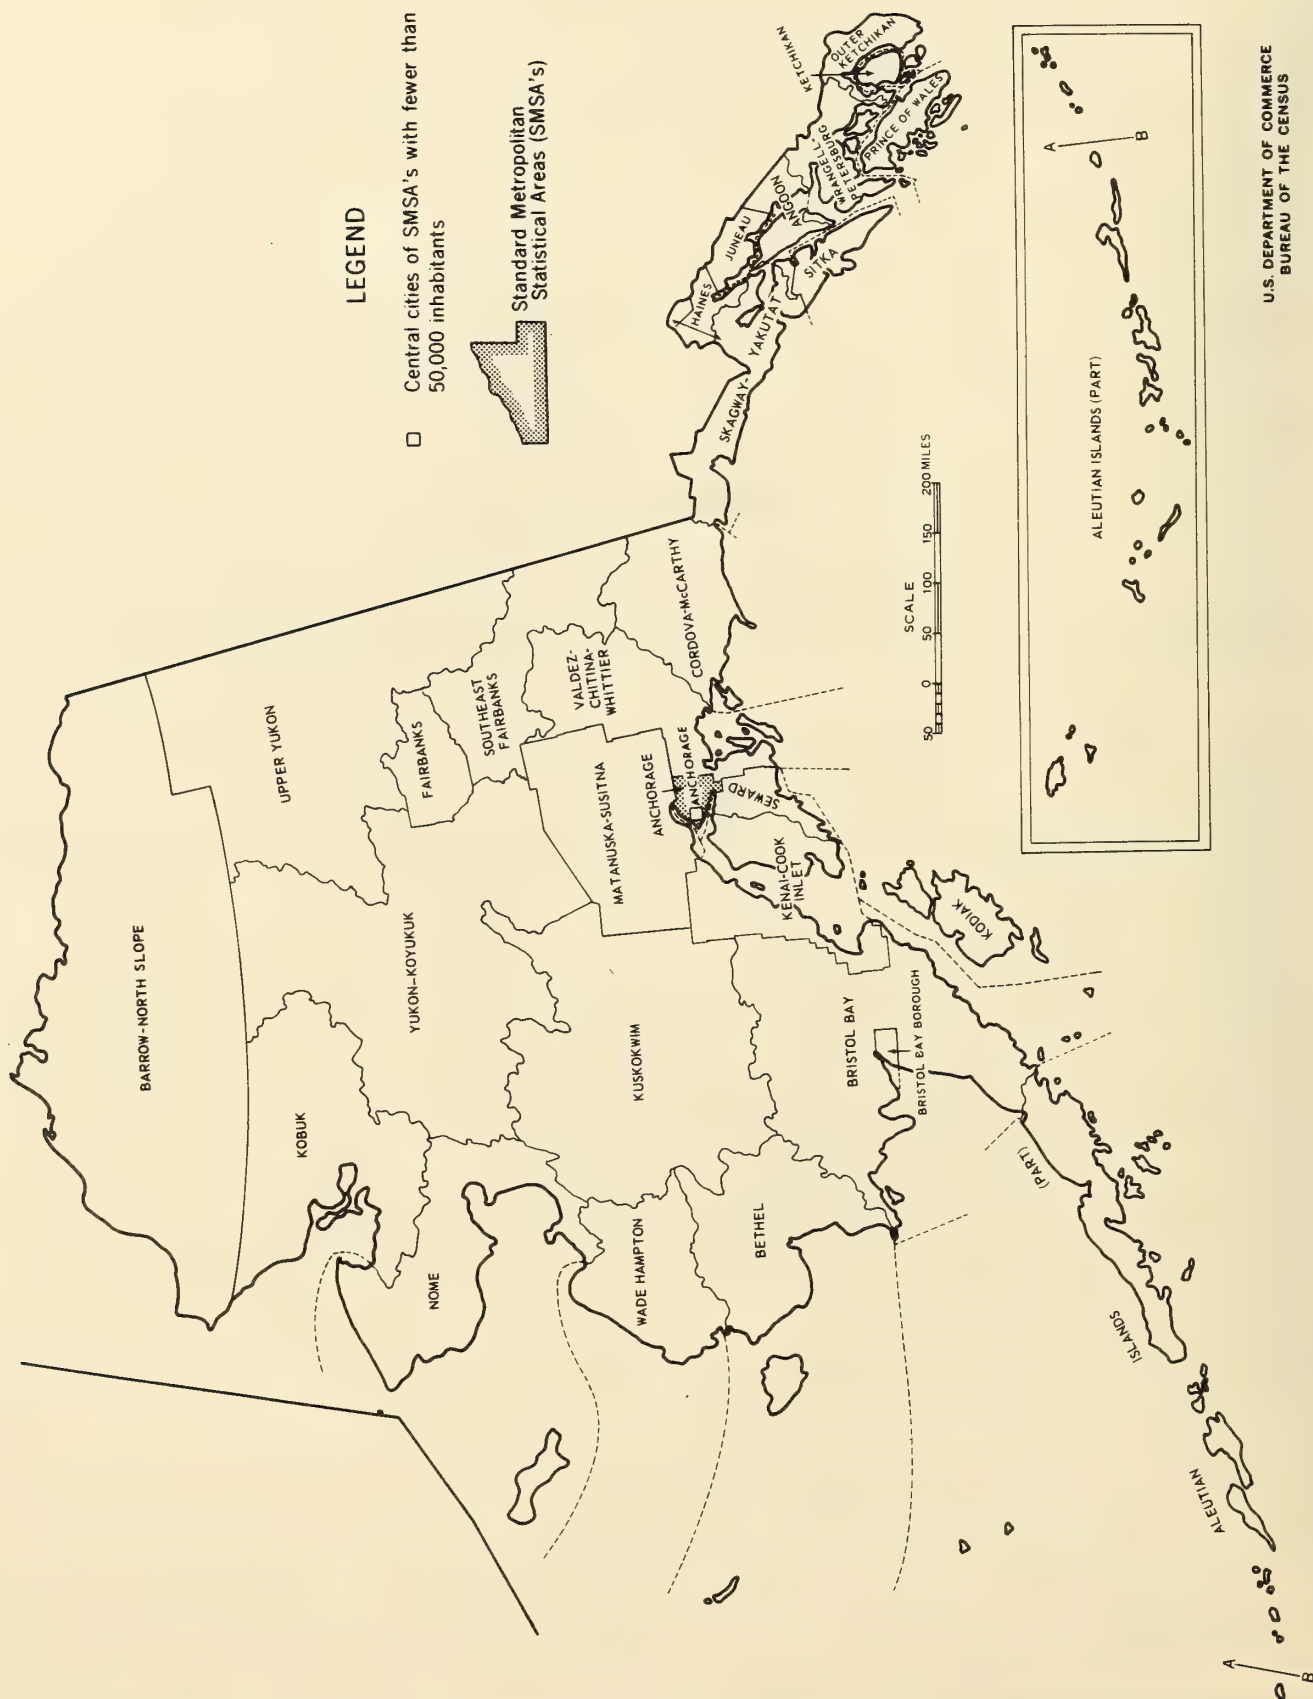 LEGEND
Central cities of SMSA's with fewer than
50,000 inhabitants
Standard Metropolitan
Statistical Areas (SMSA's)
BARROW-NORTH SLOPE
UPPER YUKON
KOBUK
YUKON-KOYUKUK
FAIRBANKS
SOUTHEAST
FAIRBANKS
NOME
KUSKOKWIM
MATANUSKA-SUSITNA
VALDEZ-
CHITINA-
WHITTIER
CORDOVA-McCARTHY
ANCHORAGE
ANCHORAGE
SEWARD
KENAI-COOK
INLET
WADE HAMPTON
BETHEL
BRISTOL BAY
BRISTOL BAY BOROUGH
KODIAK
SKAGWAY-
YAKUTAT
HAINES
JUNEAU
ANGOON
SITKA
WRANGELL-
PETERSBURG
PRINCE OF WALES
KETCHIKAN
OUTER
KETCHIKAN
ALEUTIAN
ISLANDS
(PART)
A
B
SCALE
50 0 50 100 150 200 MILES
ALEUTIAN ISLANDS (PART)
A
B
U.S. DEPARTMENT OF COMMERCE
BUREAU OF THE CENSUS